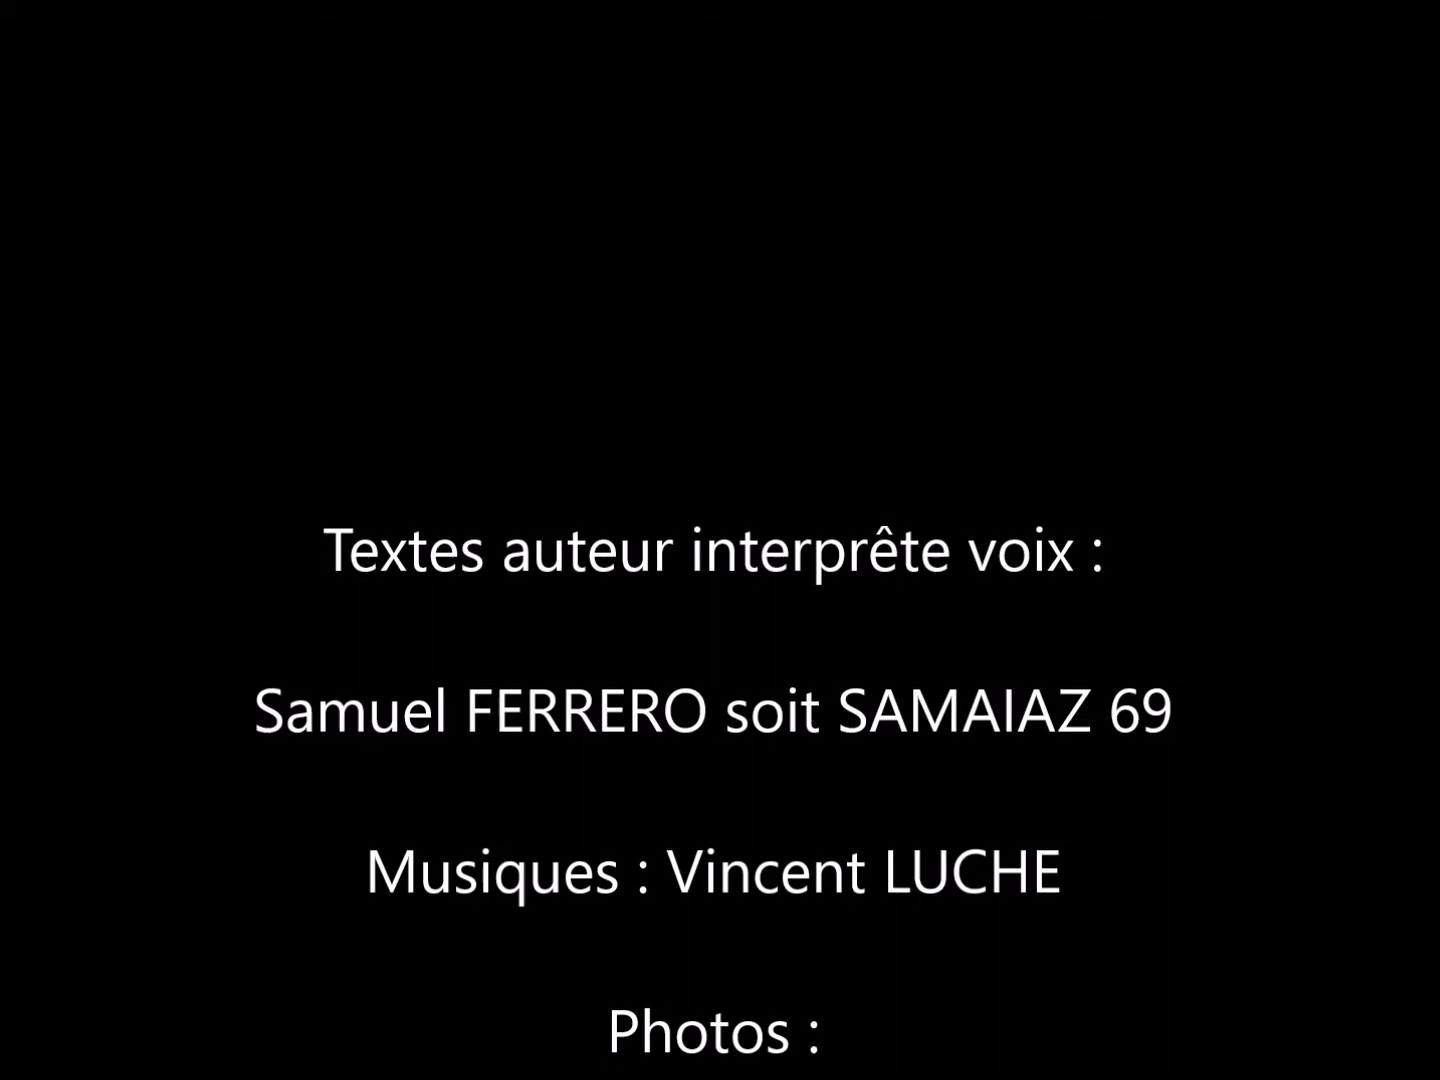 Textes auteur interprête voix :
Samuel FERRERO soit SAMAIAZ 69
Musiques : Vincent LUCHE
Photos :